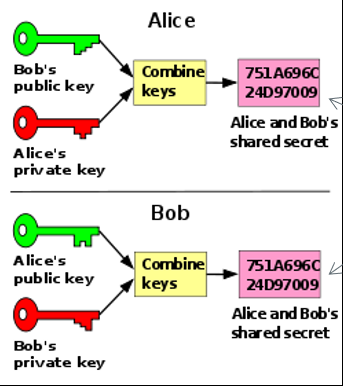 Alice
Bob's
public key
Combine
keys
751A696C
24D97009
Alice's
private key
Alice and Bob's
shared secret
Bob
Alice's
public key
Combine
keys
751A696C
24D97009
Bob's
private key
Alice and Bob's
shared secret